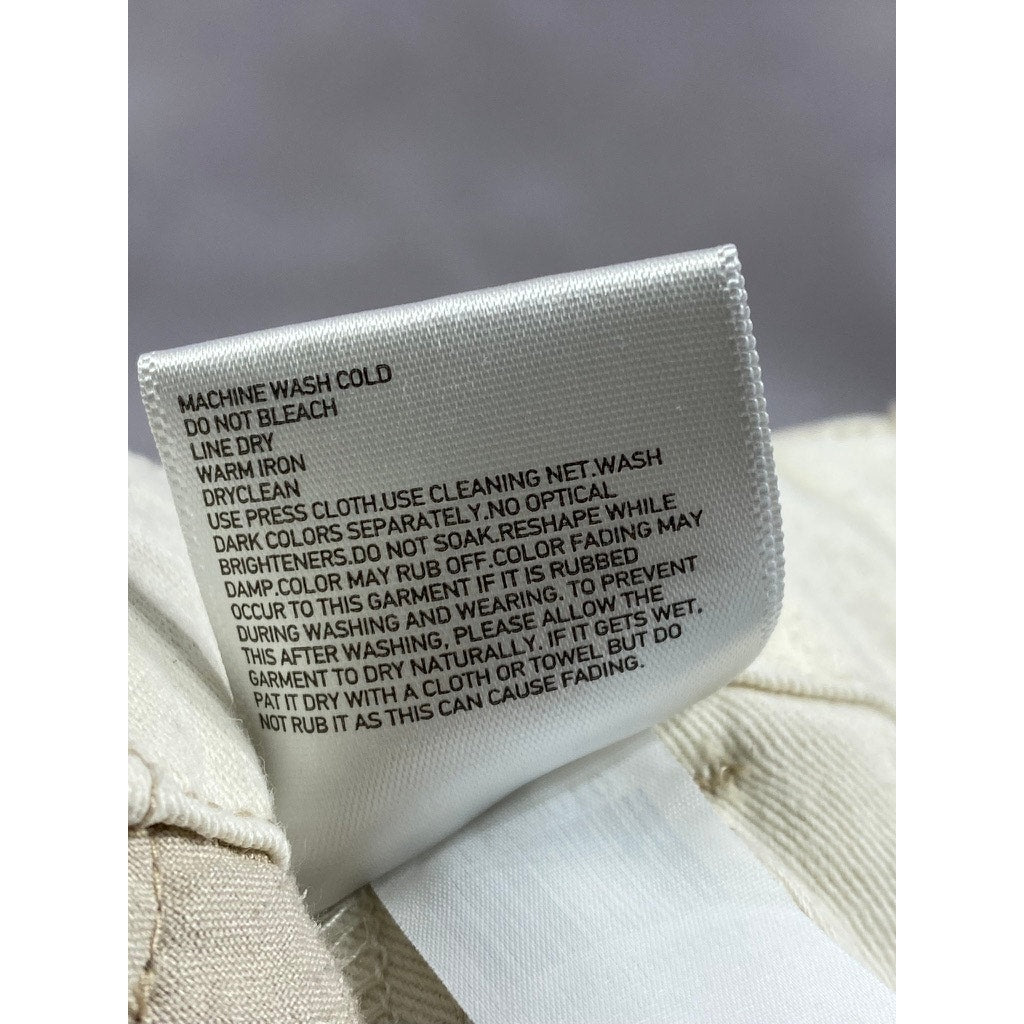 MACHINE WASH COLD
DO NOT BLEACH
LINE DRY
WARM IRON
DRYCLEAN
USE PRESS CLOTH.USE CLEANING NET.WASH
DARK COLORS SEPARATELY.NO OPTICAL
BRIGHTENERS.DO NOT SOAK.RESHAPE WHILE
DAMP.COLOR MAY RUB OFF.COLOR FADING MAY
OCCUR TO THIS GARMENT IF IT IS RUBBED
DURING WASHING AND WEARING. TO PREVENT
THIS AFTER WASHING, PLEASE ALLOW THE
GARMENT TO DRY NATURALLY. IF IT GETS WET,
PAT IT DRY WITH A CLOTH OR TOWEL BUT DO
NOT RUB IT AS THIS CAN CAUSE FADING.